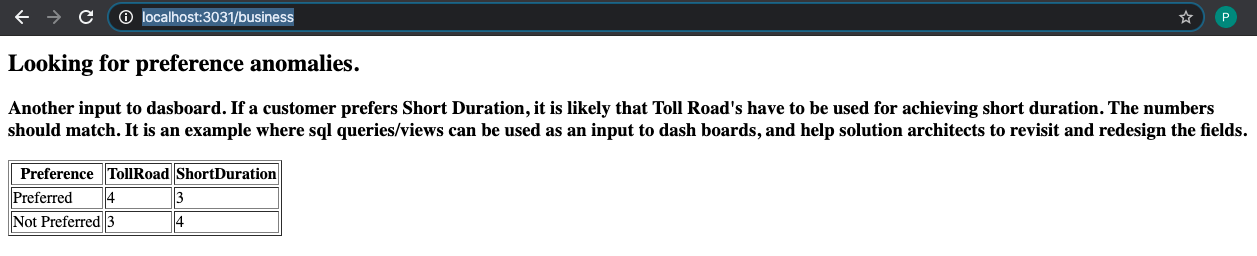 localhost:3031/business
P
Looking for preference anomalies.
Another input to dasboard. If a customer prefers Short Duration, it is likely that Toll Road's have to be used for achieving short duration. The numbers
should match. It is an example where sql queries/views can be used as an input to dash boards, and help solution architects to revisit and redesign the fields.
Preference TollRoad ShortDuration
Preferred 4 3
Not Preferred 3 4